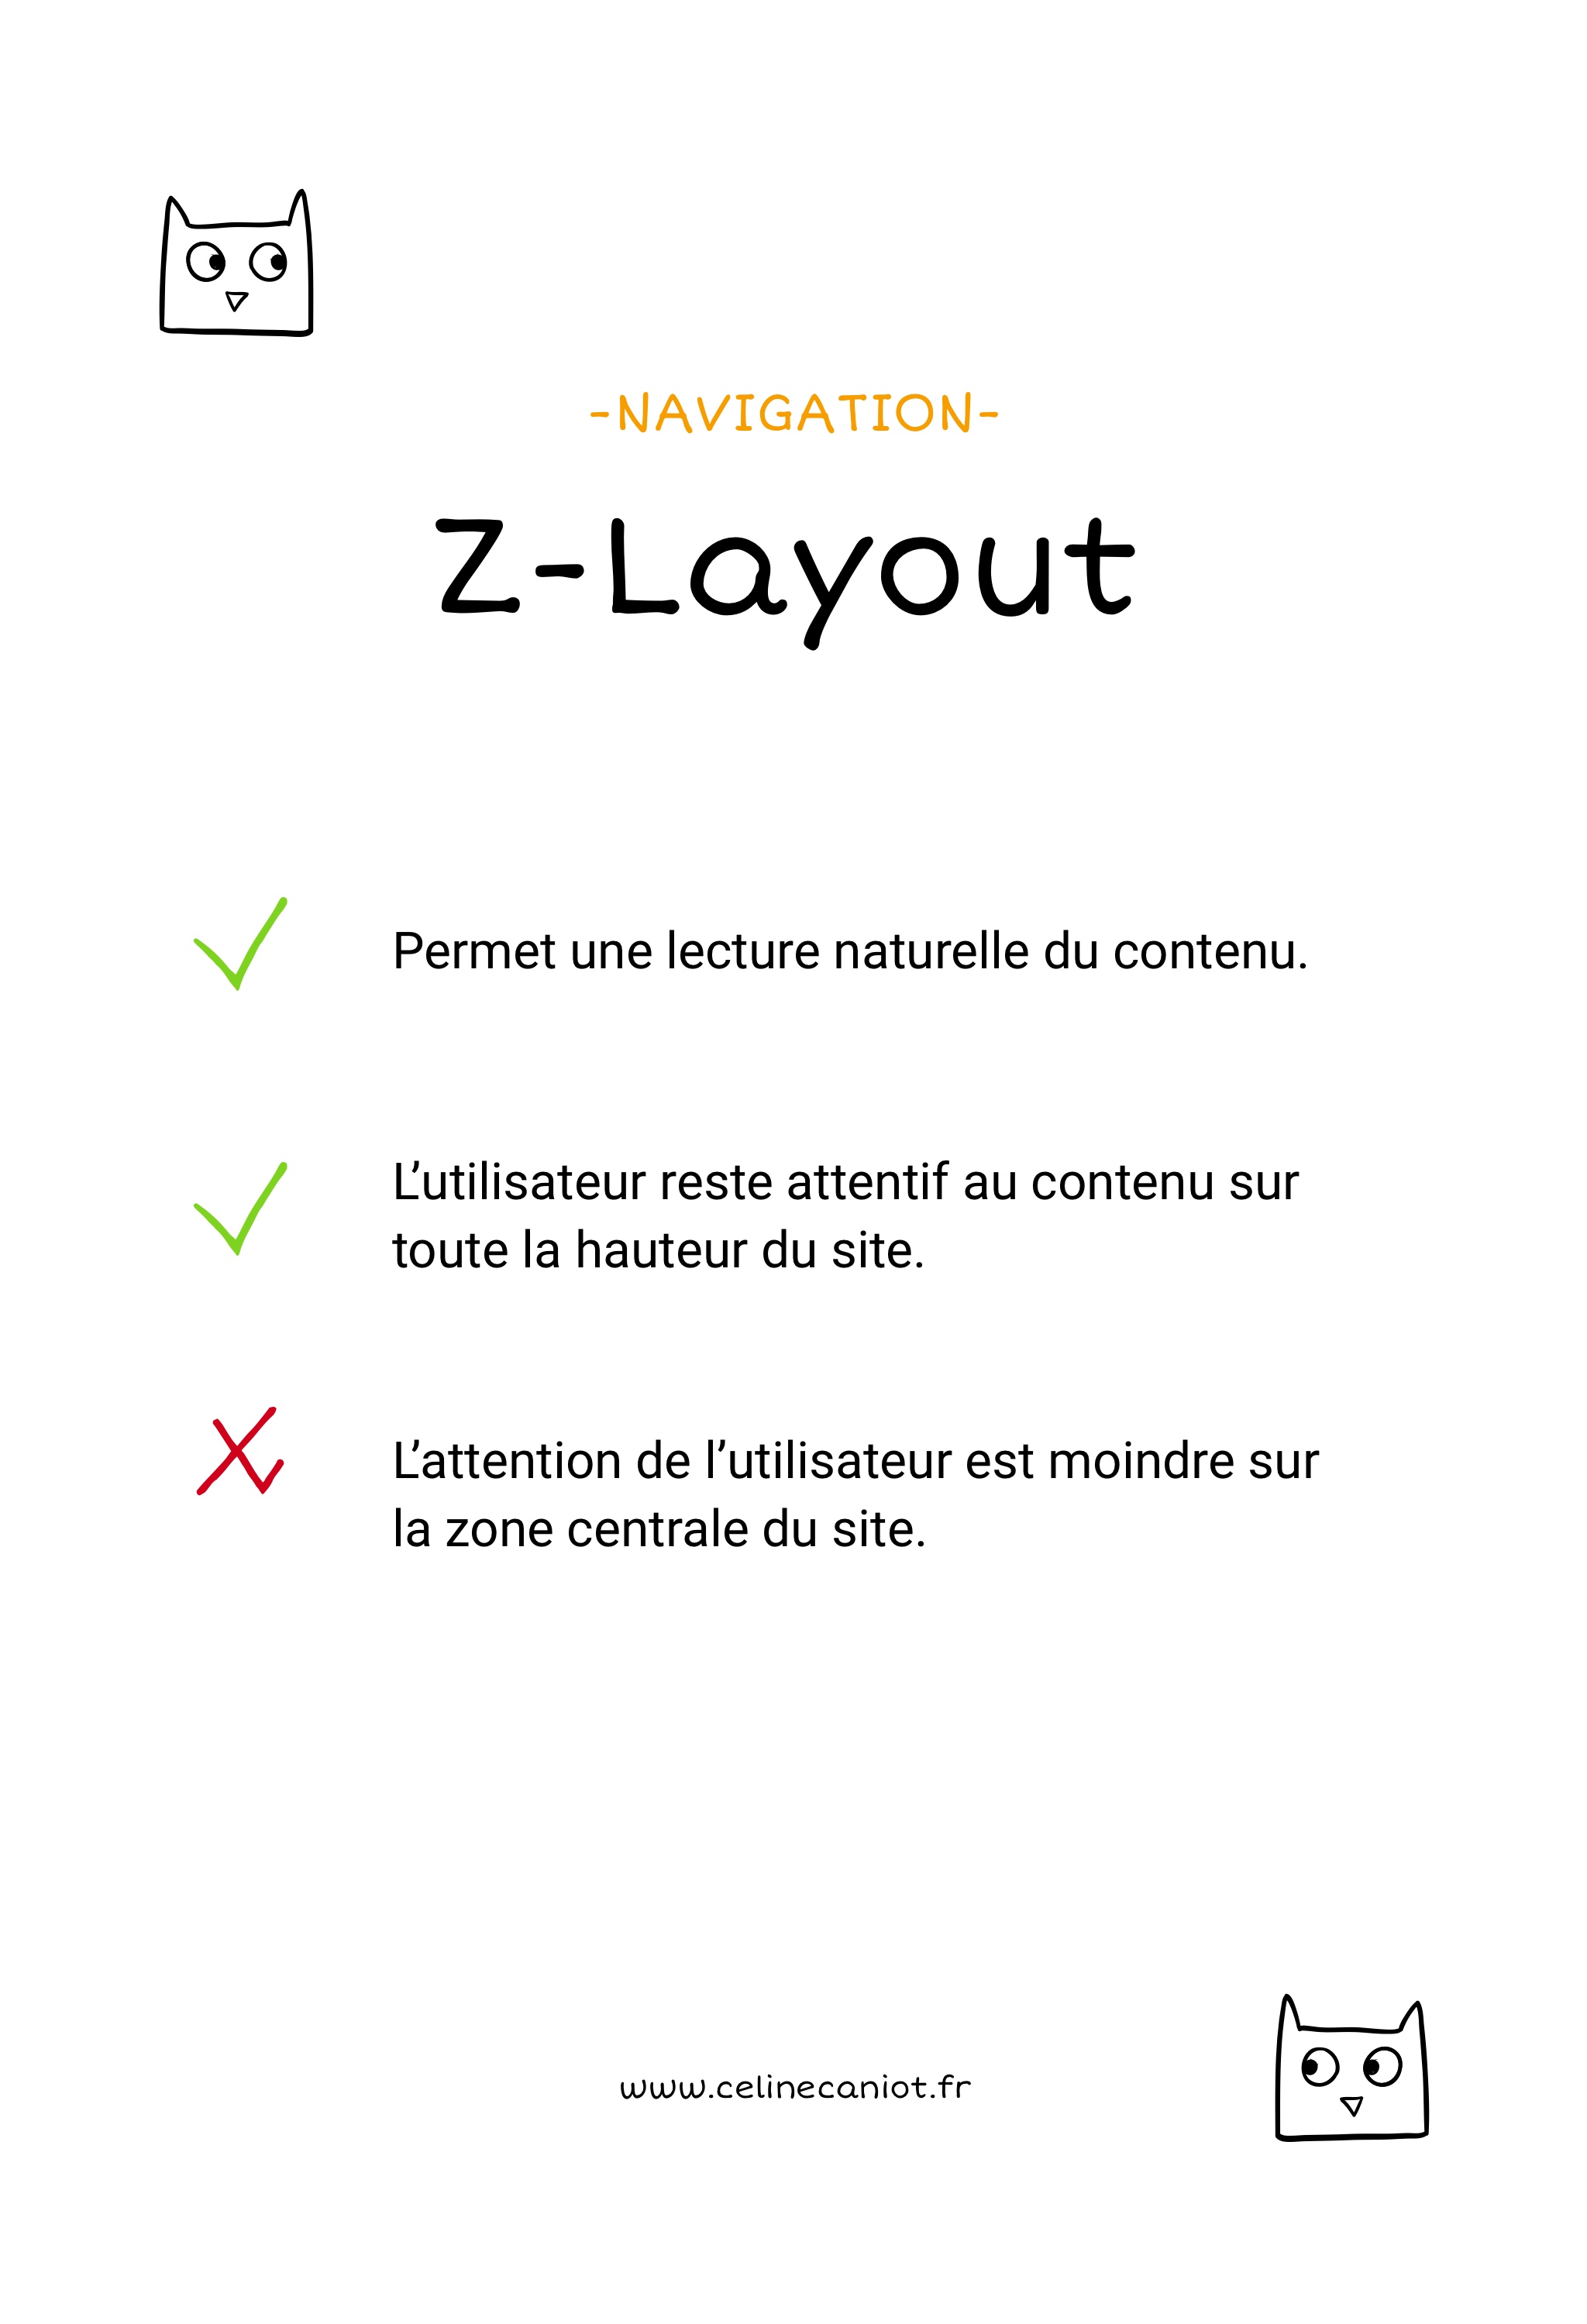 -NAVIGATION-
Z-Layout
Permet une lecture naturelle du contenu.
L’utilisateur reste attentif au contenu sur
toute la hauteur du site.
L’attention de l’utilisateur est moindre sur
la zone centrale du site.
www.celinecaniot.fr